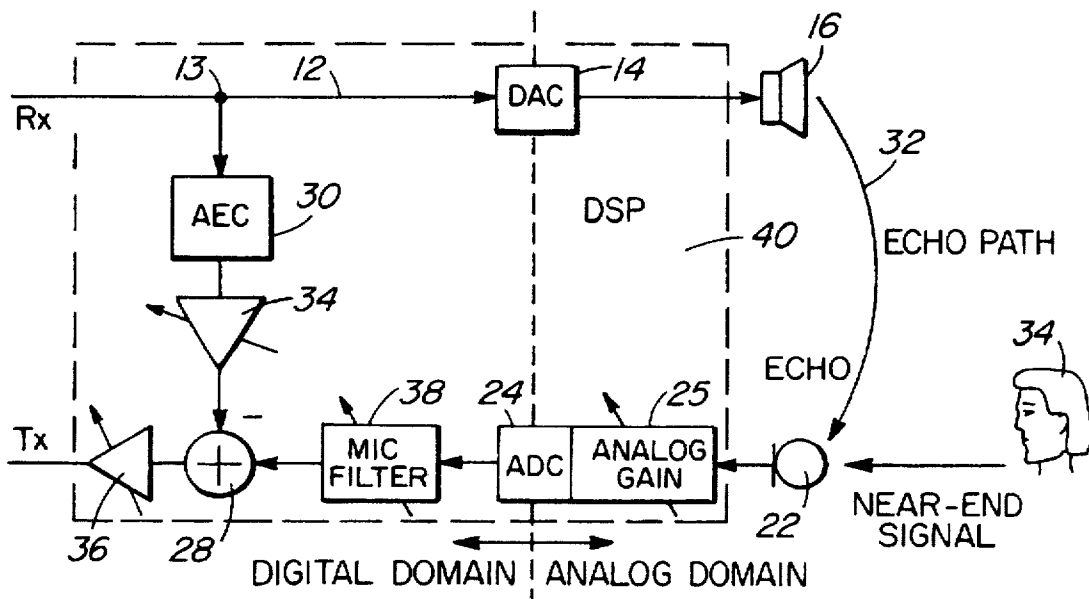 16
13
12
14
DAC
Rx
32
DSP
AEC
30
40
ECHO PATH
34
34
ECHO
24
25
38
Tx
−
+
MIC
FILTER
ADC
ANALOG
GAIN
NEAR-END
SIGNAL
22
36
28
DIGITAL DOMAIN
ANALOG DOMAIN